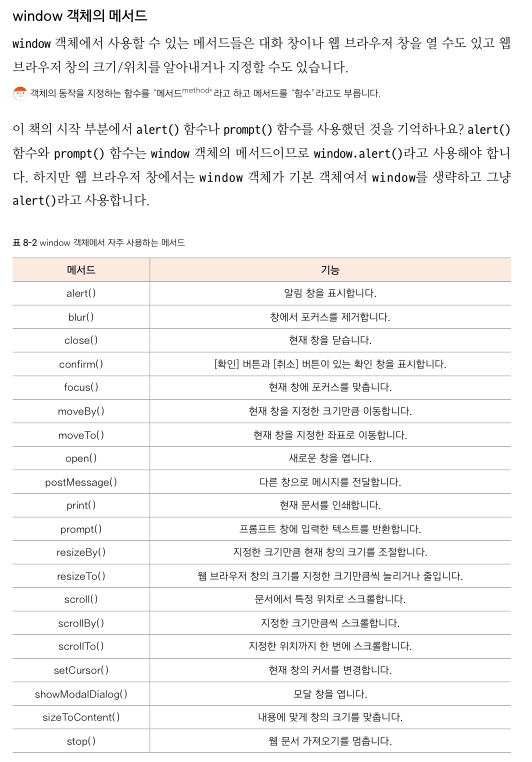 window 객체의 메서드
window 객체에서 사용할 수 있는 메서드들은 대화 창이나 웹 브라우저 창을 열 수도 있고 웹
브라우저 창의 크기/위치를 알아내거나 지정할 수도 있습니다.
객체의 동작을 지정하는 함수를 '메서드method'라고 하고 메서드를 '함수'라고도 부릅니다.
이 책의 시작 부분에서 alert() 함수나 prompt() 함수를 사용했던 것을 기억하나요? alert()
함수와 prompt() 함수는 window 객체의 메서드이므로 window.alert()라고 사용해야 합니
다. 하지만 웹 브라우저 창에서는 window 객체가 기본 객체여서 window를 생략하고 그냥
alert()라고 사용합니다.
표 8-2 window 객체에서 자주 사용하는 메서드
메서드 기능
alert() 알림 창을 표시합니다.
blur() 창에서 포커스를 제거합니다.
close() 현재 창을 닫습니다.
confirm() [확인] 버튼과 [취소] 버튼이 있는 확인 창을 표시합니다.
focus() 현재 창에 포커스를 맞춥니다.
moveBy() 현재 창을 지정한 크기만큼 이동합니다.
moveTo() 현재 창을 지정한 좌표로 이동합니다.
open() 새로운 창을 엽니다.
postMessage() 다른 창으로 메시지를 전달합니다.
print() 현재 문서를 인쇄합니다.
prompt() 프롬프트 창에 입력한 텍스트를 반환합니다.
resizeBy() 지정한 크기만큼 현재 창의 크기를 조절합니다.
resizeTo() 웹 브라우저 창의 크기를 지정한 크기만큼씩 늘리거나 줄입니다.
scroll() 문서에서 특정 위치로 스크롤합니다.
scrollBy() 지정한 크기만큼씩 스크롤합니다.
scrollTo() 지정한 위치까지 한 번에 스크롤합니다.
setCursor() 현재 창의 커서를 변경합니다.
showModalDialog() 모달 창을 엽니다.
sizeToContent() 내용에 맞게 창의 크기를 맞춥니다.
stop() 웹 문서 가져오기를 멈춥니다.